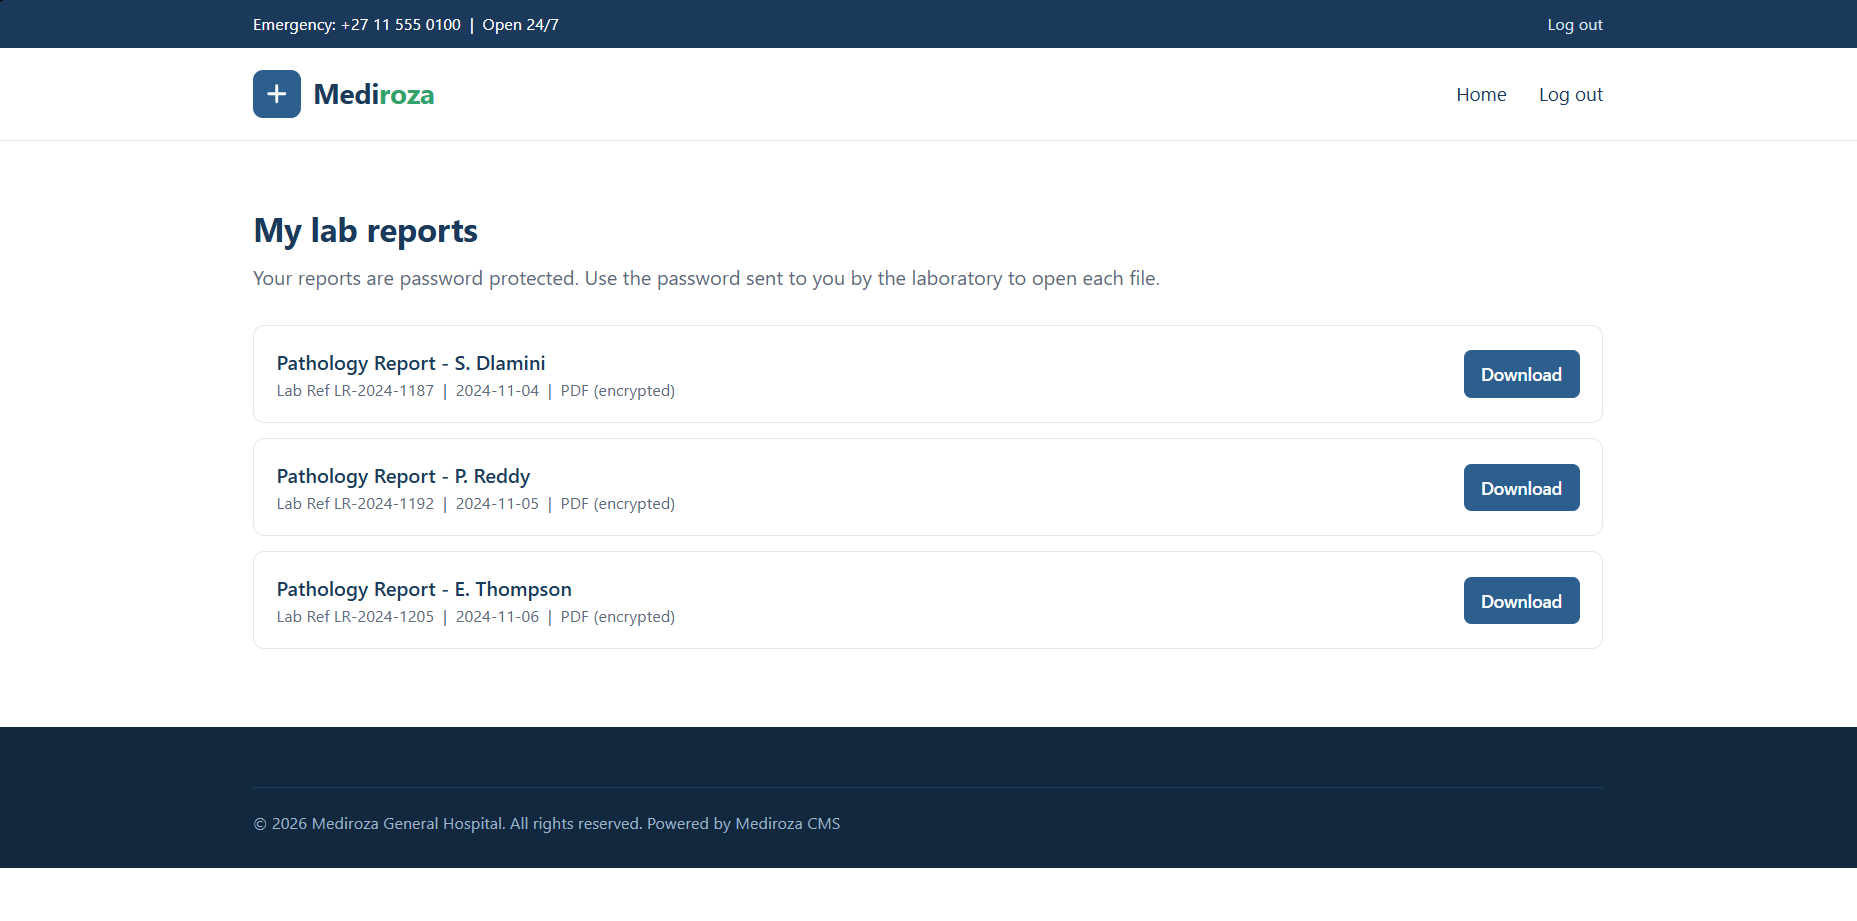 Emergency: +27 11 555 0100 | Open 24/7
Log out
Mediroza
Home
Log out
My lab reports
Your reports are password protected. Use the password sent to you by the laboratory to open each file.
Pathology Report - S. Dlamini
Lab Ref LR-2024-1187 | 2024-11-04 | PDF (encrypted)
Download
Pathology Report - P. Reddy
Lab Ref LR-2024-1192 | 2024-11-05 | PDF (encrypted)
Download
Pathology Report - E. Thompson
Lab Ref LR-2024-1205 | 2024-11-06 | PDF (encrypted)
Download
© 2026 Mediroza General Hospital. All rights reserved. Powered by Mediroza CMS